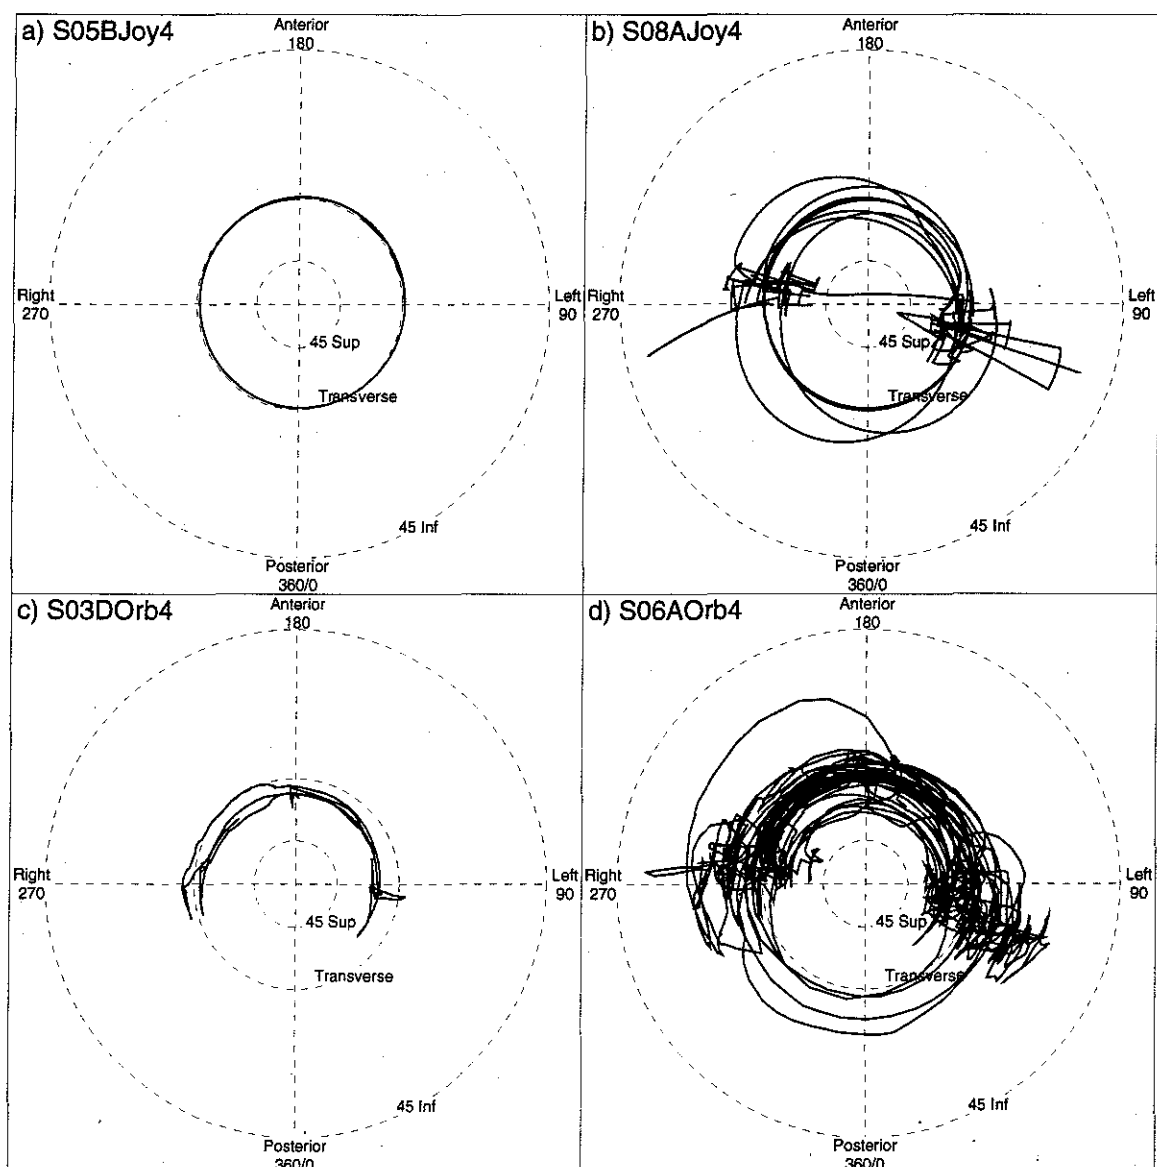 a) S05BJoy4
Anterior
180
Right
270
Left
90
45 Sup
Transverse
45 Inf
Posterior
360/0
b) S08AJoy4
Anterior
180
Right
270
Left
90
45 Sup
Transverse
45 Inf
Posterior
360/0
c) S03DOrb4
Anterior
180
Right
270
Left
90
45 Sup
Transverse
45 Inf
Posterior
360/0
d) S06AOrb4
Anterior
180
Right
270
Left
90
45 Sup
Transverse
45 Inf
Posterior
360/0